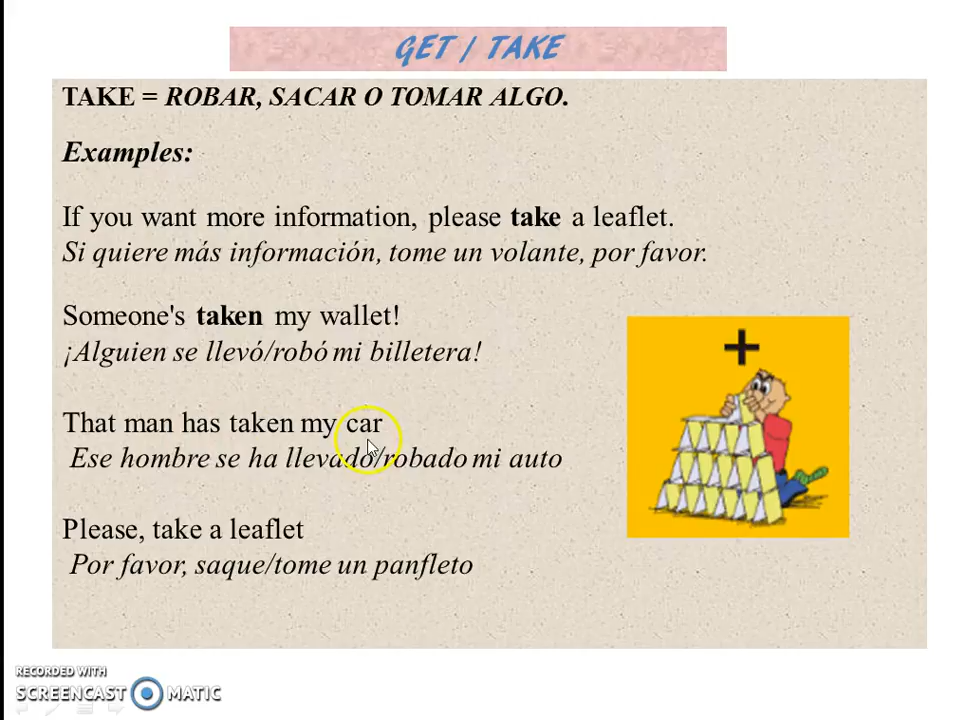 GET / TAKE
TAKE = ROBAR, SACAR O TOMAR ALGO.
Examples:
If you want more information, please take a leaflet.
Si quiere más información, tome un volante, por favor.
Someone's taken my wallet!
¡Alguien se llevó/robó mi billetera!
That man has taken my car
Ese hombre se ha llevado/robado mi auto
Please, take a leaflet
Por favor, saque/tome un panfleto
RECORDED WITH
SCREENCAST MATIC